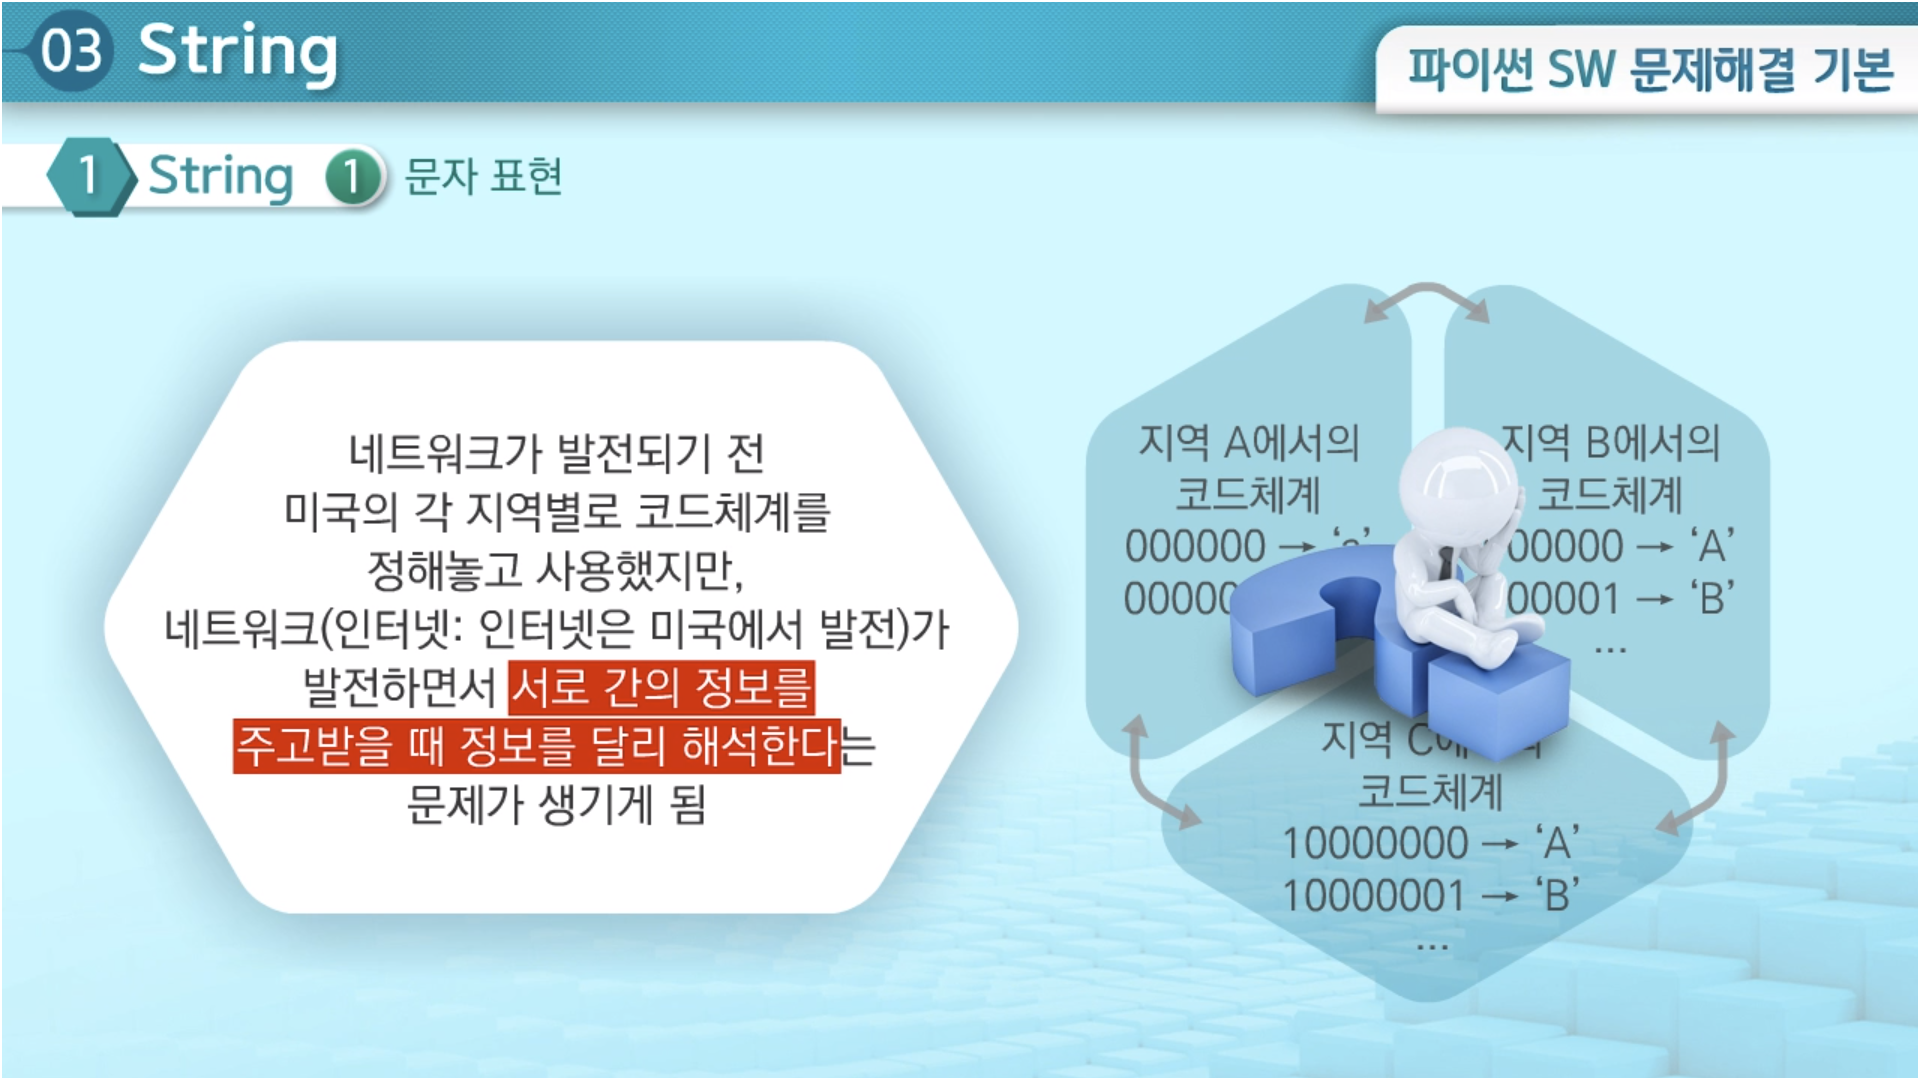 03 String
파이썬 SW 문제해결 기본
1 String 1 문자 표현
네트워크가 발전되기 전
미국의 각 지역별로 코드체계를
정해놓고 사용했지만,
네트워크(인터넷: 인터넷은 미국에서 발전)가
발전하면서 서로 간의 정보를
주고받을 때 정보를 달리 해석한다는
문제가 생기게 됨
지역 A에서의
코드체계
000000 →
지역 B에서의
코드체계
00000 → ‘A’
00001 → ‘B’
...
지역
코드체계
10000000 → ‘A’
10000001 → ‘B’
...